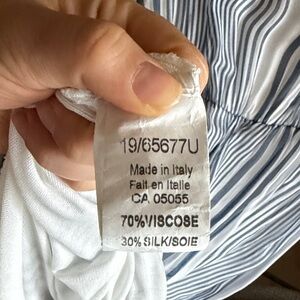 19/65677U
Made in Italy
Fait en Italie
CA 05055
70%VISCOSE
30% SILK/SOIE